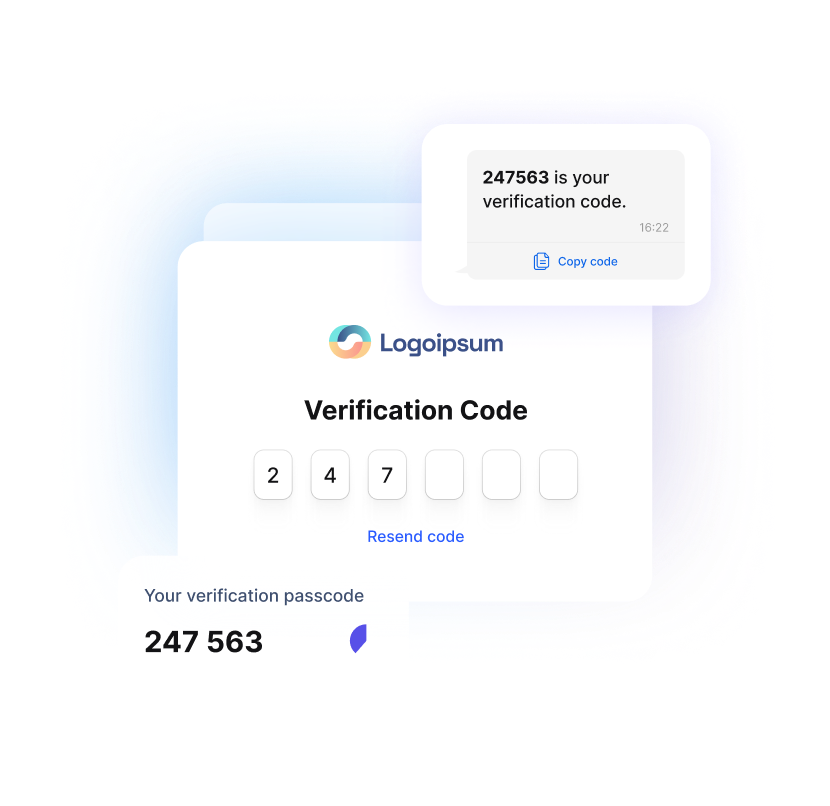 247563 is your
verification code.
16:22
Copy code
Logoipsum
Verification Code
2 4 7
Resend code
Your verification passcode
247 563